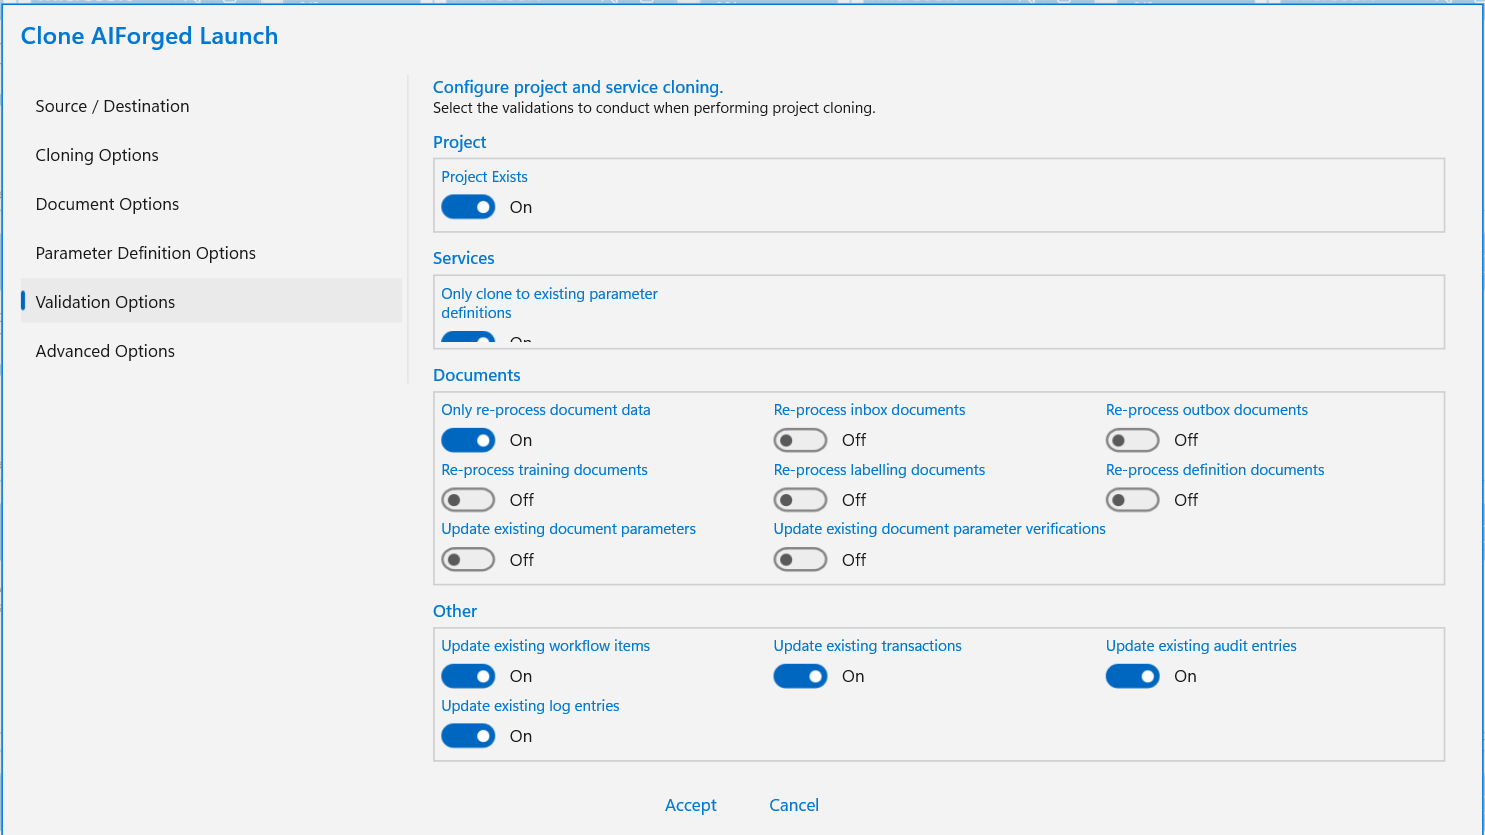 Clone AIForged Launch
Source / Destination
Cloning Options
Document Options
Parameter Definition Options
Validation Options
Advanced Options
Configure project and service cloning.
Select the validations to conduct when performing project cloning.
Project
Project Exists
On
Services
Only clone to existing parameter
definitions
On
Documents
Only re-process document data
On
Re-process inbox documents
Off
Re-process outbox documents
Off
Re-process training documents
Off
Re-process labelling documents
Off
Re-process definition documents
Off
Update existing document parameters
Off
Update existing document parameter verifications
Off
Other
Update existing workflow items
On
Update existing transactions
On
Update existing audit entries
On
Update existing log entries
On
Accept
Cancel